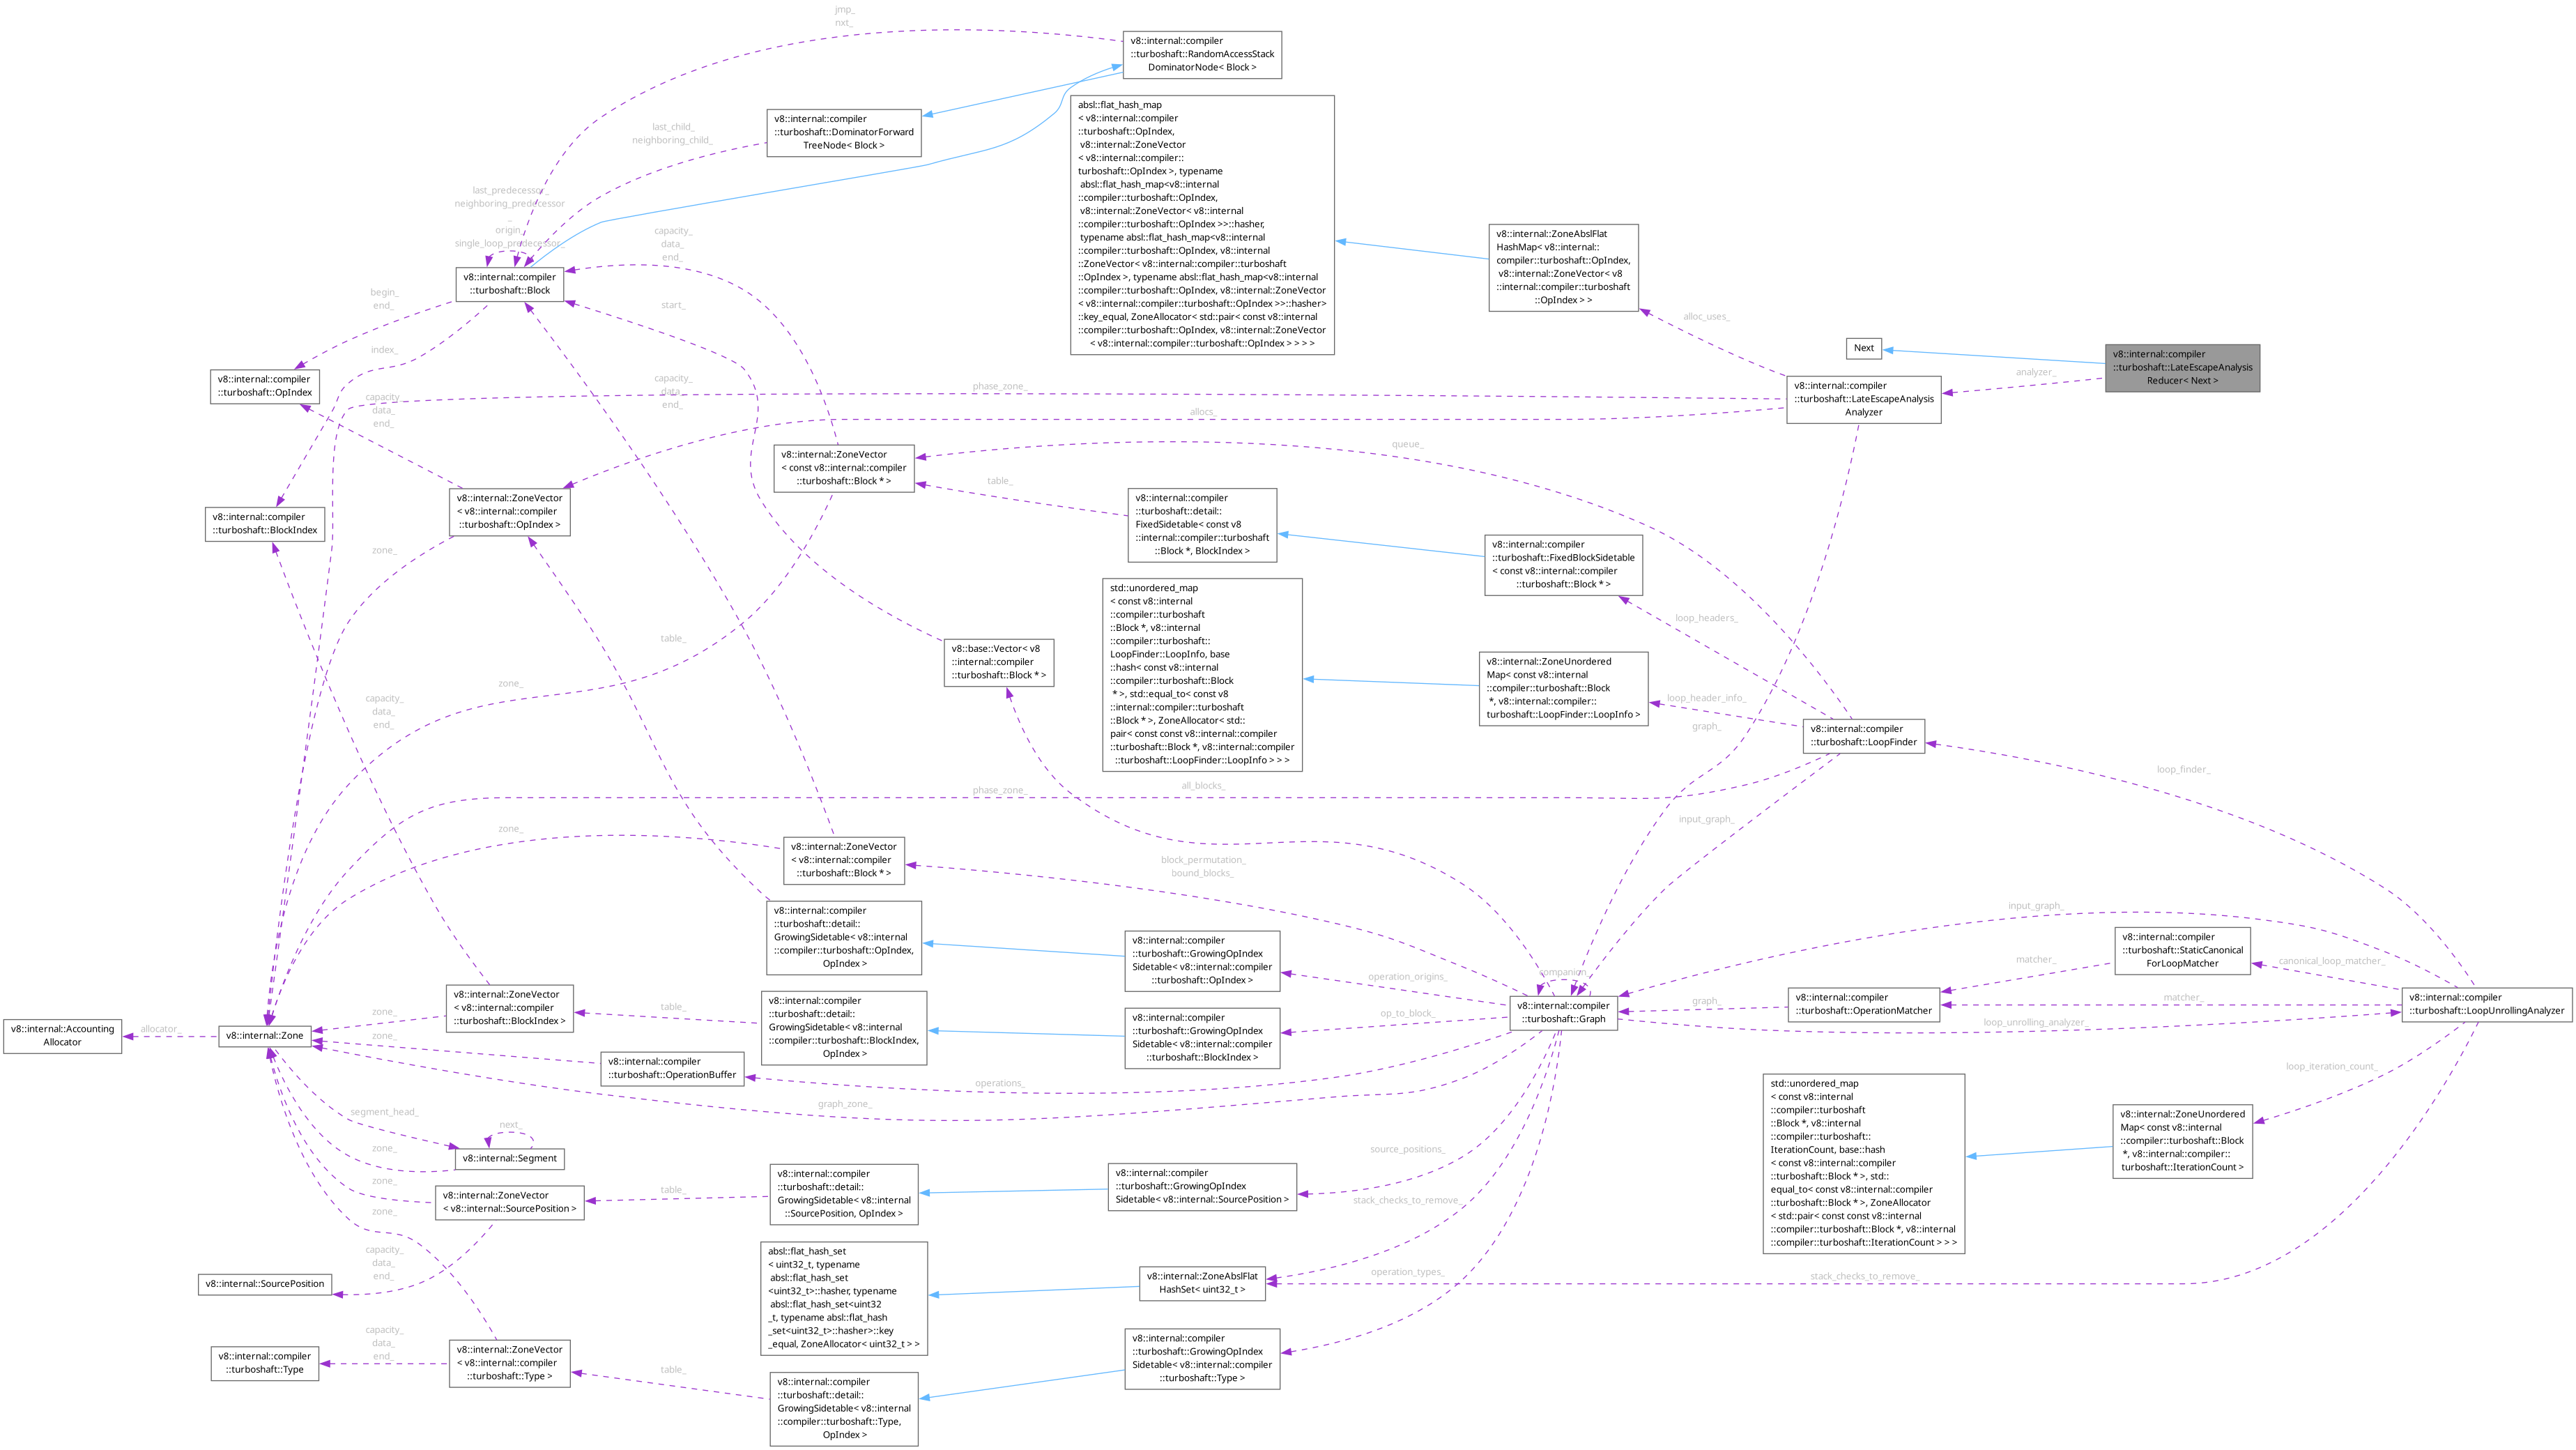 jmp_
nxt_
v8::internal::compiler
::turboshaft::RandomAccessStack
DominatorNode< Block >
absl::flat_hash_map
< v8::internal::compiler
::turboshaft::OpIndex,
v8::internal::ZoneVector
< v8::internal::compiler::
turboshaft::OpIndex >, typename
absl::flat_hash_map<v8::internal
::compiler::turboshaft::OpIndex,
v8::internal::ZoneVector< v8::internal
::compiler::turboshaft::OpIndex >>::hasher,
typename absl::flat_hash_map<v8::internal
::compiler::turboshaft::OpIndex, v8::internal
::ZoneVector< v8::internal::compiler::turboshaft
::OpIndex >, typename absl::flat_hash_map<v8::internal
::compiler::turboshaft::OpIndex, v8::internal::ZoneVector
< v8::internal::compiler::turboshaft::OpIndex >>::hasher>
::key_equal, ZoneAllocator< std::pair< const v8::internal
::compiler::turboshaft::OpIndex, v8::internal::ZoneVector
< v8::internal::compiler::turboshaft::OpIndex > > > >
v8::internal::compiler
::turboshaft::DominatorForward
TreeNode< Block >
last_child_
neighboring_child_
last_predecessor_
neighboring_predecessor
_
origin_
single_loop_predecessor_
capacity_
data_
end_
v8::internal::compiler
::turboshaft::Block
begin_
end_
start_
index_
v8::internal::ZoneAbslFlat
HashMap< v8::internal::
compiler::turboshaft::OpIndex,
v8::internal::ZoneVector< v8
::internal::compiler::turboshaft
::OpIndex > >
alloc_uses_
Next
v8::internal::compiler
::turboshaft::LateEscapeAnalysis
Reducer< Next >
analyzer_
v8::internal::compiler
::turboshaft::LateEscapeAnalysis
Analyzer
v8::internal::compiler
::turboshaft::OpIndex
capacity_
data_
end_
capacity_
data_
end_
phase_zone_
allocs_
queue_
v8::internal::ZoneVector
< const v8::internal::compiler
::turboshaft::Block * >
table_
v8::internal::compiler
::turboshaft::detail::
FixedSidetable< const v8
::internal::compiler::turboshaft
::Block *, BlockIndex >
v8::internal::ZoneVector
< v8::internal::compiler
::turboshaft::OpIndex >
v8::internal::compiler
::turboshaft::BlockIndex
v8::internal::compiler
::turboshaft::FixedBlockSidetable
< const v8::internal::compiler
::turboshaft::Block * >
zone_
std::unordered_map
< const v8::internal
::compiler::turboshaft
::Block *, v8::internal
::compiler::turboshaft::
LoopFinder::LoopInfo, base
::hash< const v8::internal
::compiler::turboshaft::Block
* >, std::equal_to< const v8
::internal::compiler::turboshaft
::Block * >, ZoneAllocator< std::
pair< const const v8::internal::compiler
::turboshaft::Block *, v8::internal::compiler
::turboshaft::LoopFinder::LoopInfo > > >
loop_headers_
table_
v8::base::Vector< v8
::internal::compiler
::turboshaft::Block * >
v8::internal::ZoneUnordered
Map< const v8::internal
::compiler::turboshaft::Block
*, v8::internal::compiler::
turboshaft::LoopFinder::LoopInfo >
loop_header_info_
zone_
capacity_
data_
end_
graph_
v8::internal::compiler
::turboshaft::LoopFinder
loop_finder_
phase_zone_
all_blocks_
input_graph_
zone_
v8::internal::ZoneVector
< v8::internal::compiler
::turboshaft::Block * >
block_permutation_
bound_blocks_
v8::internal::compiler
::turboshaft::detail::
GrowingSidetable< v8::internal
::compiler::turboshaft::OpIndex,
OpIndex >
v8::internal::compiler
::turboshaft::GrowingOpIndex
Sidetable< v8::internal::compiler
::turboshaft::OpIndex >
operation_origins_
companion_
input_graph_
v8::internal::compiler
::turboshaft::StaticCanonical
ForLoopMatcher
matcher_
canonical_loop_matcher_
v8::internal::ZoneVector
< v8::internal::compiler
::turboshaft::BlockIndex >
table_
v8::internal::compiler
::turboshaft::detail::
GrowingSidetable< v8::internal
::compiler::turboshaft::BlockIndex,
OpIndex >
v8::internal::compiler
::turboshaft::GrowingOpIndex
Sidetable< v8::internal::compiler
::turboshaft::BlockIndex >
op_to_block_
v8::internal::compiler
::turboshaft::Graph
graph_
v8::internal::compiler
::turboshaft::OperationMatcher
matcher_
v8::internal::compiler
::turboshaft::LoopUnrollingAnalyzer
loop_unrolling_analyzer_
v8::internal::Accounting
Allocator
allocator_
v8::internal::Zone
zone_
zone_
v8::internal::compiler
::turboshaft::OperationBuffer
operations_
graph_zone_
loop_iteration_count_
segment_head_
next_
v8::internal::Segment
zone_
std::unordered_map
< const v8::internal
::compiler::turboshaft
::Block *, v8::internal
::compiler::turboshaft::
IterationCount, base::hash
< const v8::internal::compiler
::turboshaft::Block * >, std::
equal_to< const v8::internal::compiler
::turboshaft::Block * >, ZoneAllocator
< std::pair< const const v8::internal
::compiler::turboshaft::Block *, v8::internal
::compiler::turboshaft::IterationCount > > >
v8::internal::ZoneUnordered
Map< const v8::internal
::compiler::turboshaft::Block
*, v8::internal::compiler::
turboshaft::IterationCount >
source_positions_
zone_
v8::internal::ZoneVector
< v8::internal::SourcePosition >
table_
v8::internal::compiler
::turboshaft::detail::
GrowingSidetable< v8::internal
::SourcePosition, OpIndex >
v8::internal::compiler
::turboshaft::GrowingOpIndex
Sidetable< v8::internal::SourcePosition >
stack_checks_to_remove_
zone_
capacity_
data_
end_
v8::internal::SourcePosition
absl::flat_hash_set
< uint32_t, typename
absl::flat_hash_set
<uint32_t>::hasher, typename
absl::flat_hash_set<uint32
_t, typename absl::flat_hash
_set<uint32_t>::hasher>::key
_equal, ZoneAllocator< uint32_t > >
v8::internal::ZoneAbslFlat
HashSet< uint32_t >
operation_types_
stack_checks_to_remove_
capacity_
data_
end_
v8::internal::compiler
::turboshaft::Type
v8::internal::ZoneVector
< v8::internal::compiler
::turboshaft::Type >
table_
v8::internal::compiler
::turboshaft::detail::
GrowingSidetable< v8::internal
::compiler::turboshaft::Type,
OpIndex >
v8::internal::compiler
::turboshaft::GrowingOpIndex
Sidetable< v8::internal::compiler
::turboshaft::Type >